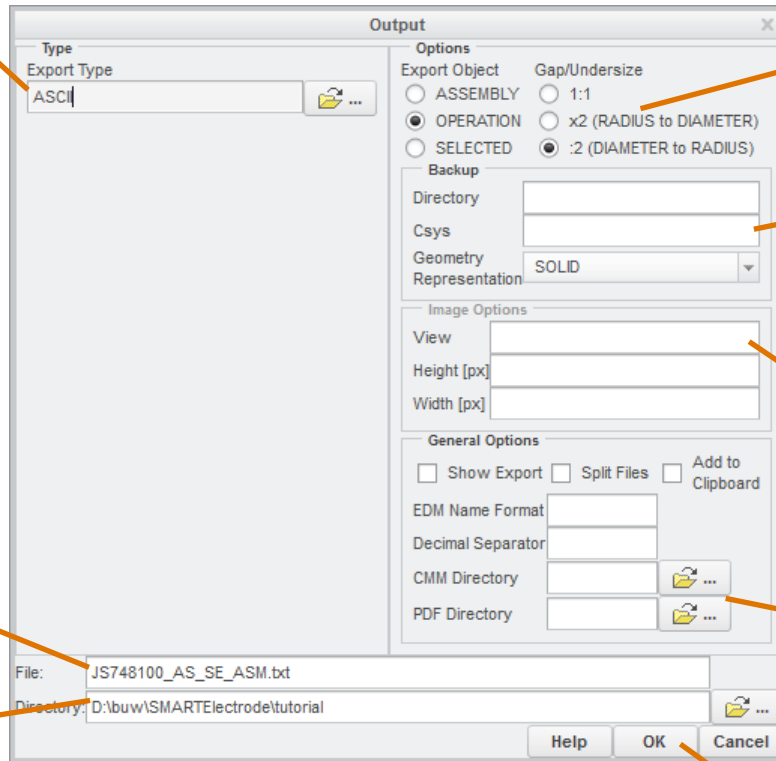 Output
Type
Export Type
ASCII
...
Options
Export Object Gap/Undersize
ASSEMBLY 1:1
OPERATION x2 (RADIUS to DIAMETER)
SELECTED :2 (DIAMETER to RADIUS)
Backup
Directory
Csys
Geometry
Representation SOLID
Image Options
View
Height [px]
Width [px]
General Options
Show Export Split Files Add to
Clipboard
EDM Name Format
Decimal Separator
CMM Directory ...
PDF Directory ...
File: JS748100_AS_SE_ASM.txt
Directory: D:\buw\SMARTElectrode\tutorial ...
Help OK Cancel